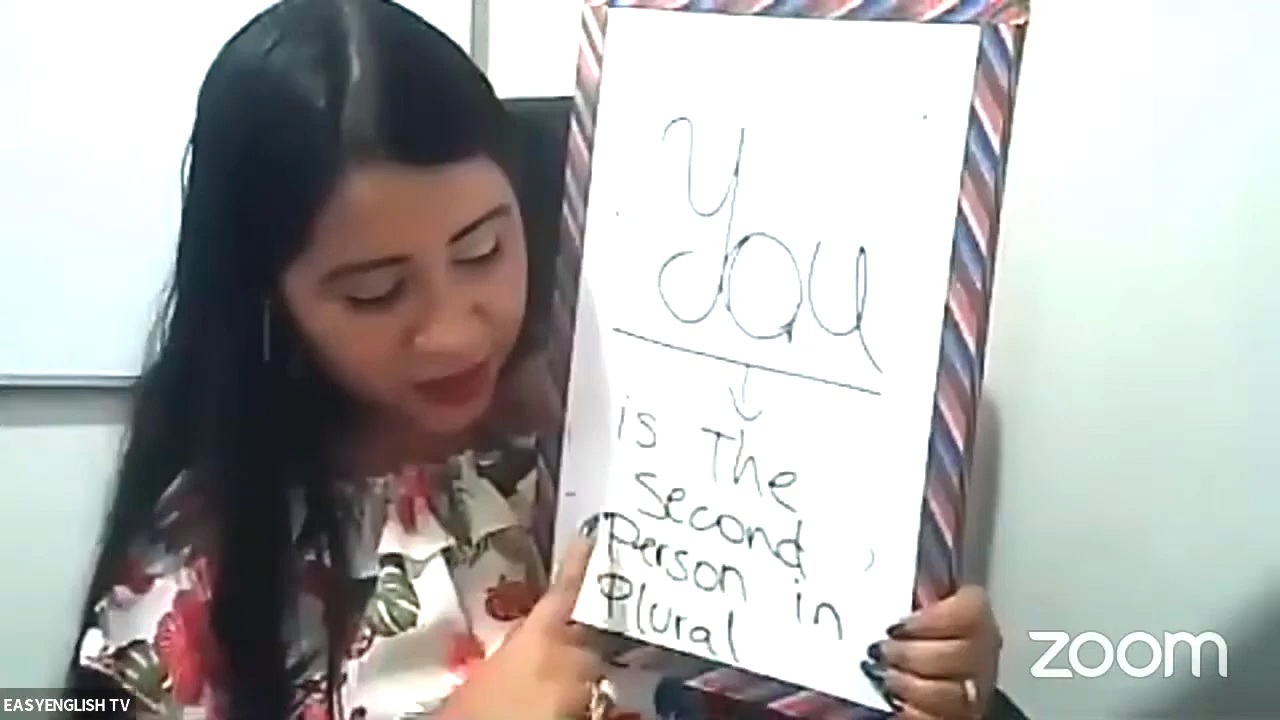 you
is The
second
Person in
Plural
zoom
EASYENGLISH TV